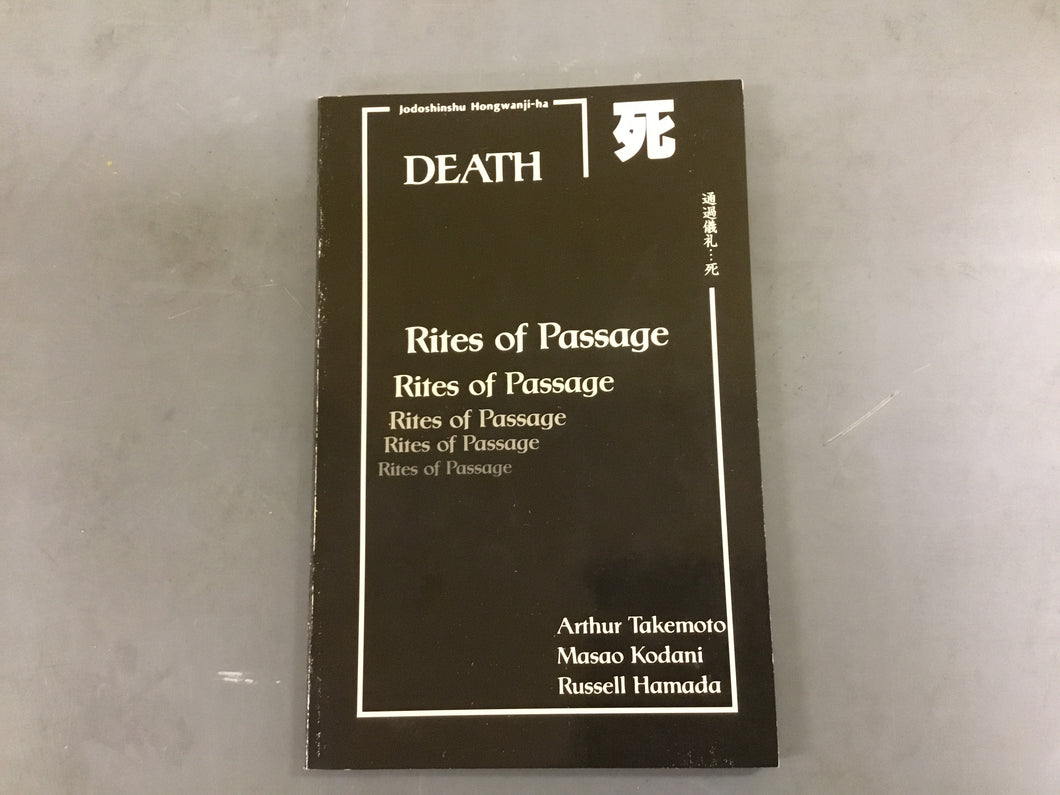 Jodoshinshu Hongwanji-ha
DEATH
死
通過儀礼…死
Rites of Passage
Rites of Passage
Rites of Passage
Rites of Passage
Rites of Passage
Arthur Takemoto
Masao Kodani
Russell Hamada